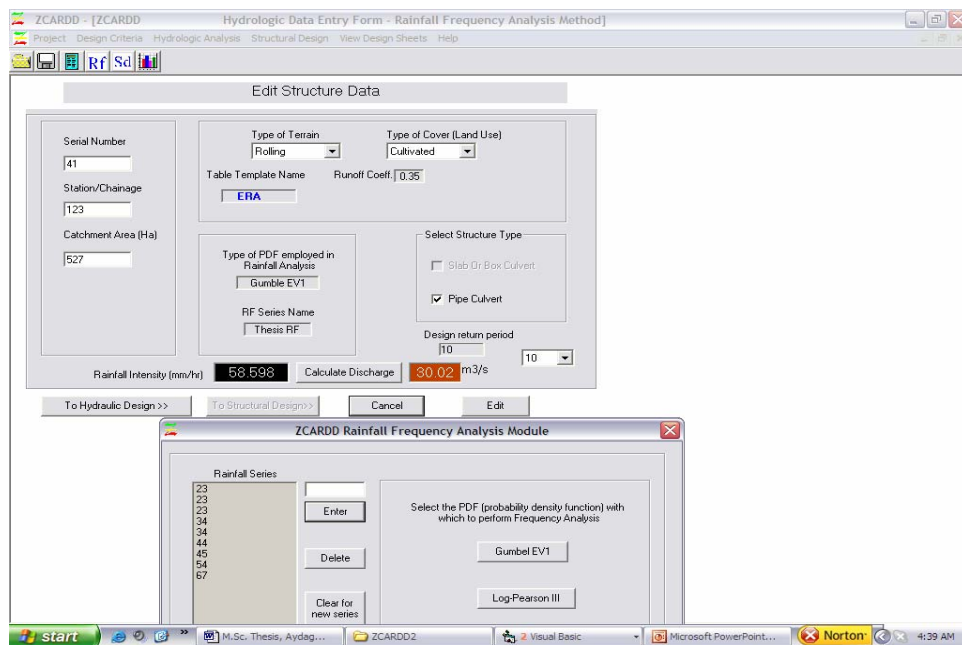 ZCARDD - [ZCARDD Hydrologic Data Entry Form - Rainfall Frequency Analysis Method]
Project Design Criteria Hydrologic Analysis Structural Design View Design Sheets Help
Rf Sd
Edit Structure Data
Serial Number
41
Station/Chainage
123
Catchment Area (Ha)
527
Type of Terrain
Rolling
Type of Cover (Land Use)
Cultivated
Table Template Name
ERA
Runoff Coeff. 0.35
Type of PDF employed in
Rainfall Analysis
Gumble EV1
RF Series Name
Thesis RF
Select Structure Type
Slab Or Box Culvert
Pipe Culvert
Design return period
10
10
Rainfall Intensity (mm/hr) 58.598 Calculate Discharge 30.02 m3/s
To Hydraulic Design >> To Structural Design>> Cancel Edit
ZCARDD Rainfall Frequency Analysis Module
Rainfall Series
23
23
23
34
34
44
45
54
67
Enter
Delete
Clear for
new series
Select the PDF (probability density function) with
which to perform Frequency Analysis
Gumbel EV1
Log-Pearson III
start » M.Sc. Thesis, Aydag... ZCARDD2 2 Visual Basic Microsoft PowerPoint... Norton 4:39 AM